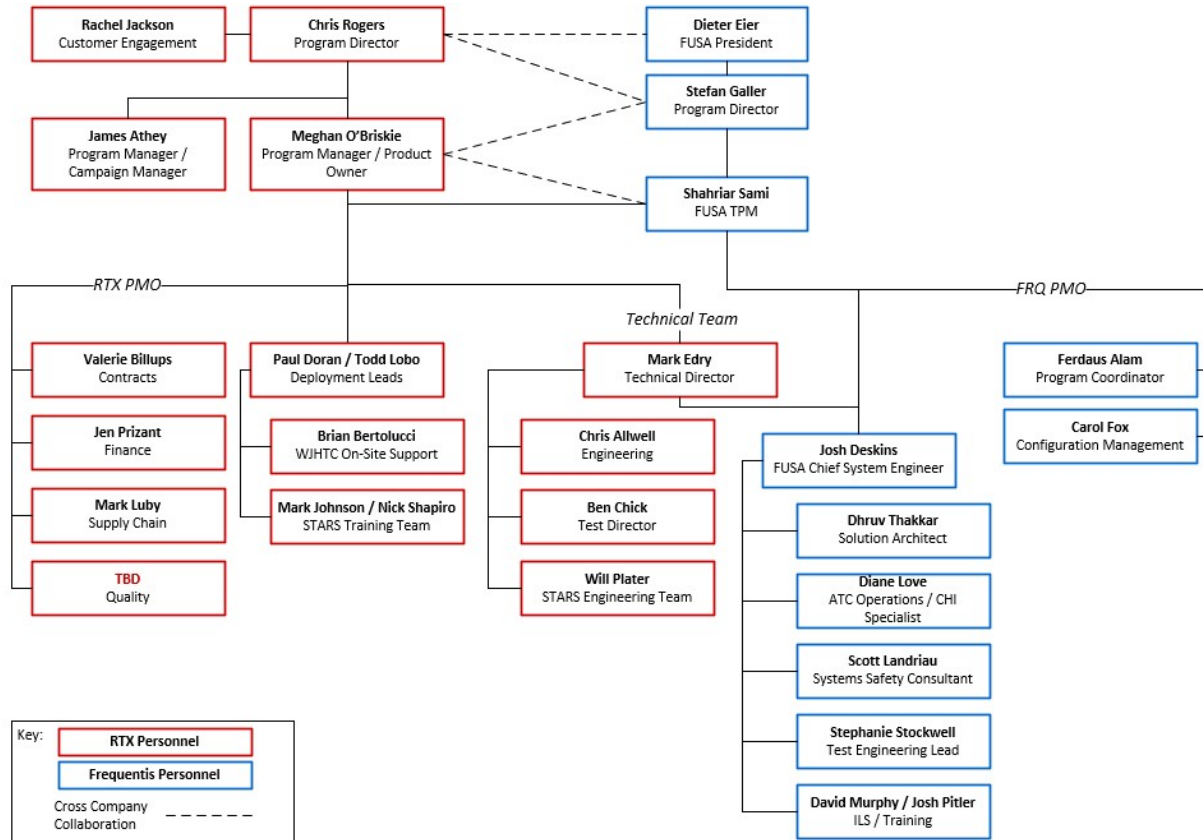 Rachel Jackson
Customer Engagement
Chris Rogers
Program Director
Dieter Eier
FUSA President
Stefan Galler
Program Director
James Athey
Program Manager /
Campaign Manager
Meghan O’Briskie
Program Manager / Product
Owner
Shahriar Sami
FUSA TPM
RTX PMO
FRQ PMO
Technical Team
Valerie Billups
Contracts
Jen Prizant
Finance
Mark Luby
Supply Chain
TBD
Quality
Paul Doran / Todd Lobo
Deployment Leads
Brian Bertolucci
WJHTC On-Site Support
Mark Johnson / Nick Shapiro
STARS Training Team
Mark Edry
Technical Director
Chris Allwell
Engineering
Ben Chick
Test Director
Will Plater
STARS Engineering Team
Josh Deskins
FUSA Chief System Engineer
Dhruv Thakkar
Solution Architect
Diane Love
ATC Operations / CHI
Specialist
Scott Landriau
Systems Safety Consultant
Stephanie Stockwell
Test Engineering Lead
David Murphy / Josh Pitler
ILS / Training
Ferdaus Alam
Program Coordinator
Carol Fox
Configuration Management
Key:
RTX Personnel
Frequentis Personnel
Cross Company
Collaboration